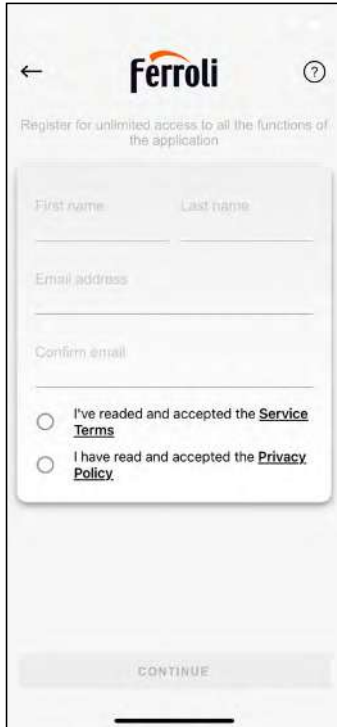 Ferroli
?
Register for unlimited access to all the functions of
the application
First name Last name
Email address
Confirm email
I've readed and accepted the Service
Terms
I have read and accepted the Privacy
Policy
CONTINUE